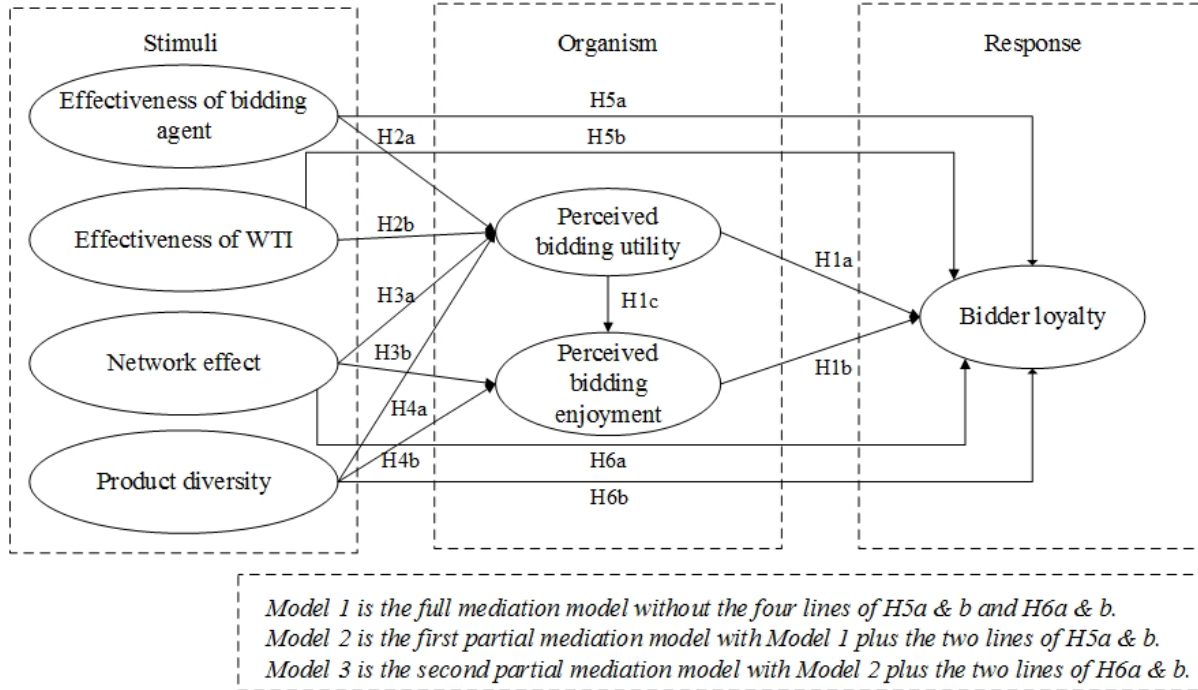 Stimuli
Organism
Response
Effectiveness of bidding
agent
Effectiveness of WTI
Network effect
Product diversity
Perceived
bidding utility
Perceived
bidding
enjoyment
Bidder loyalty
H5a
H2a
H5b
H2b
H3a
H3b
H4a
H4b
H1a
H1c
H1b
H6a
H6b
Model 1 is the full mediation model without the four lines of H5a & b and H6a & b.
Model 2 is the first partial mediation model with Model 1 plus the two lines of H5a & b.
Model 3 is the second partial mediation model with Model 2 plus the two lines of H6a & b.